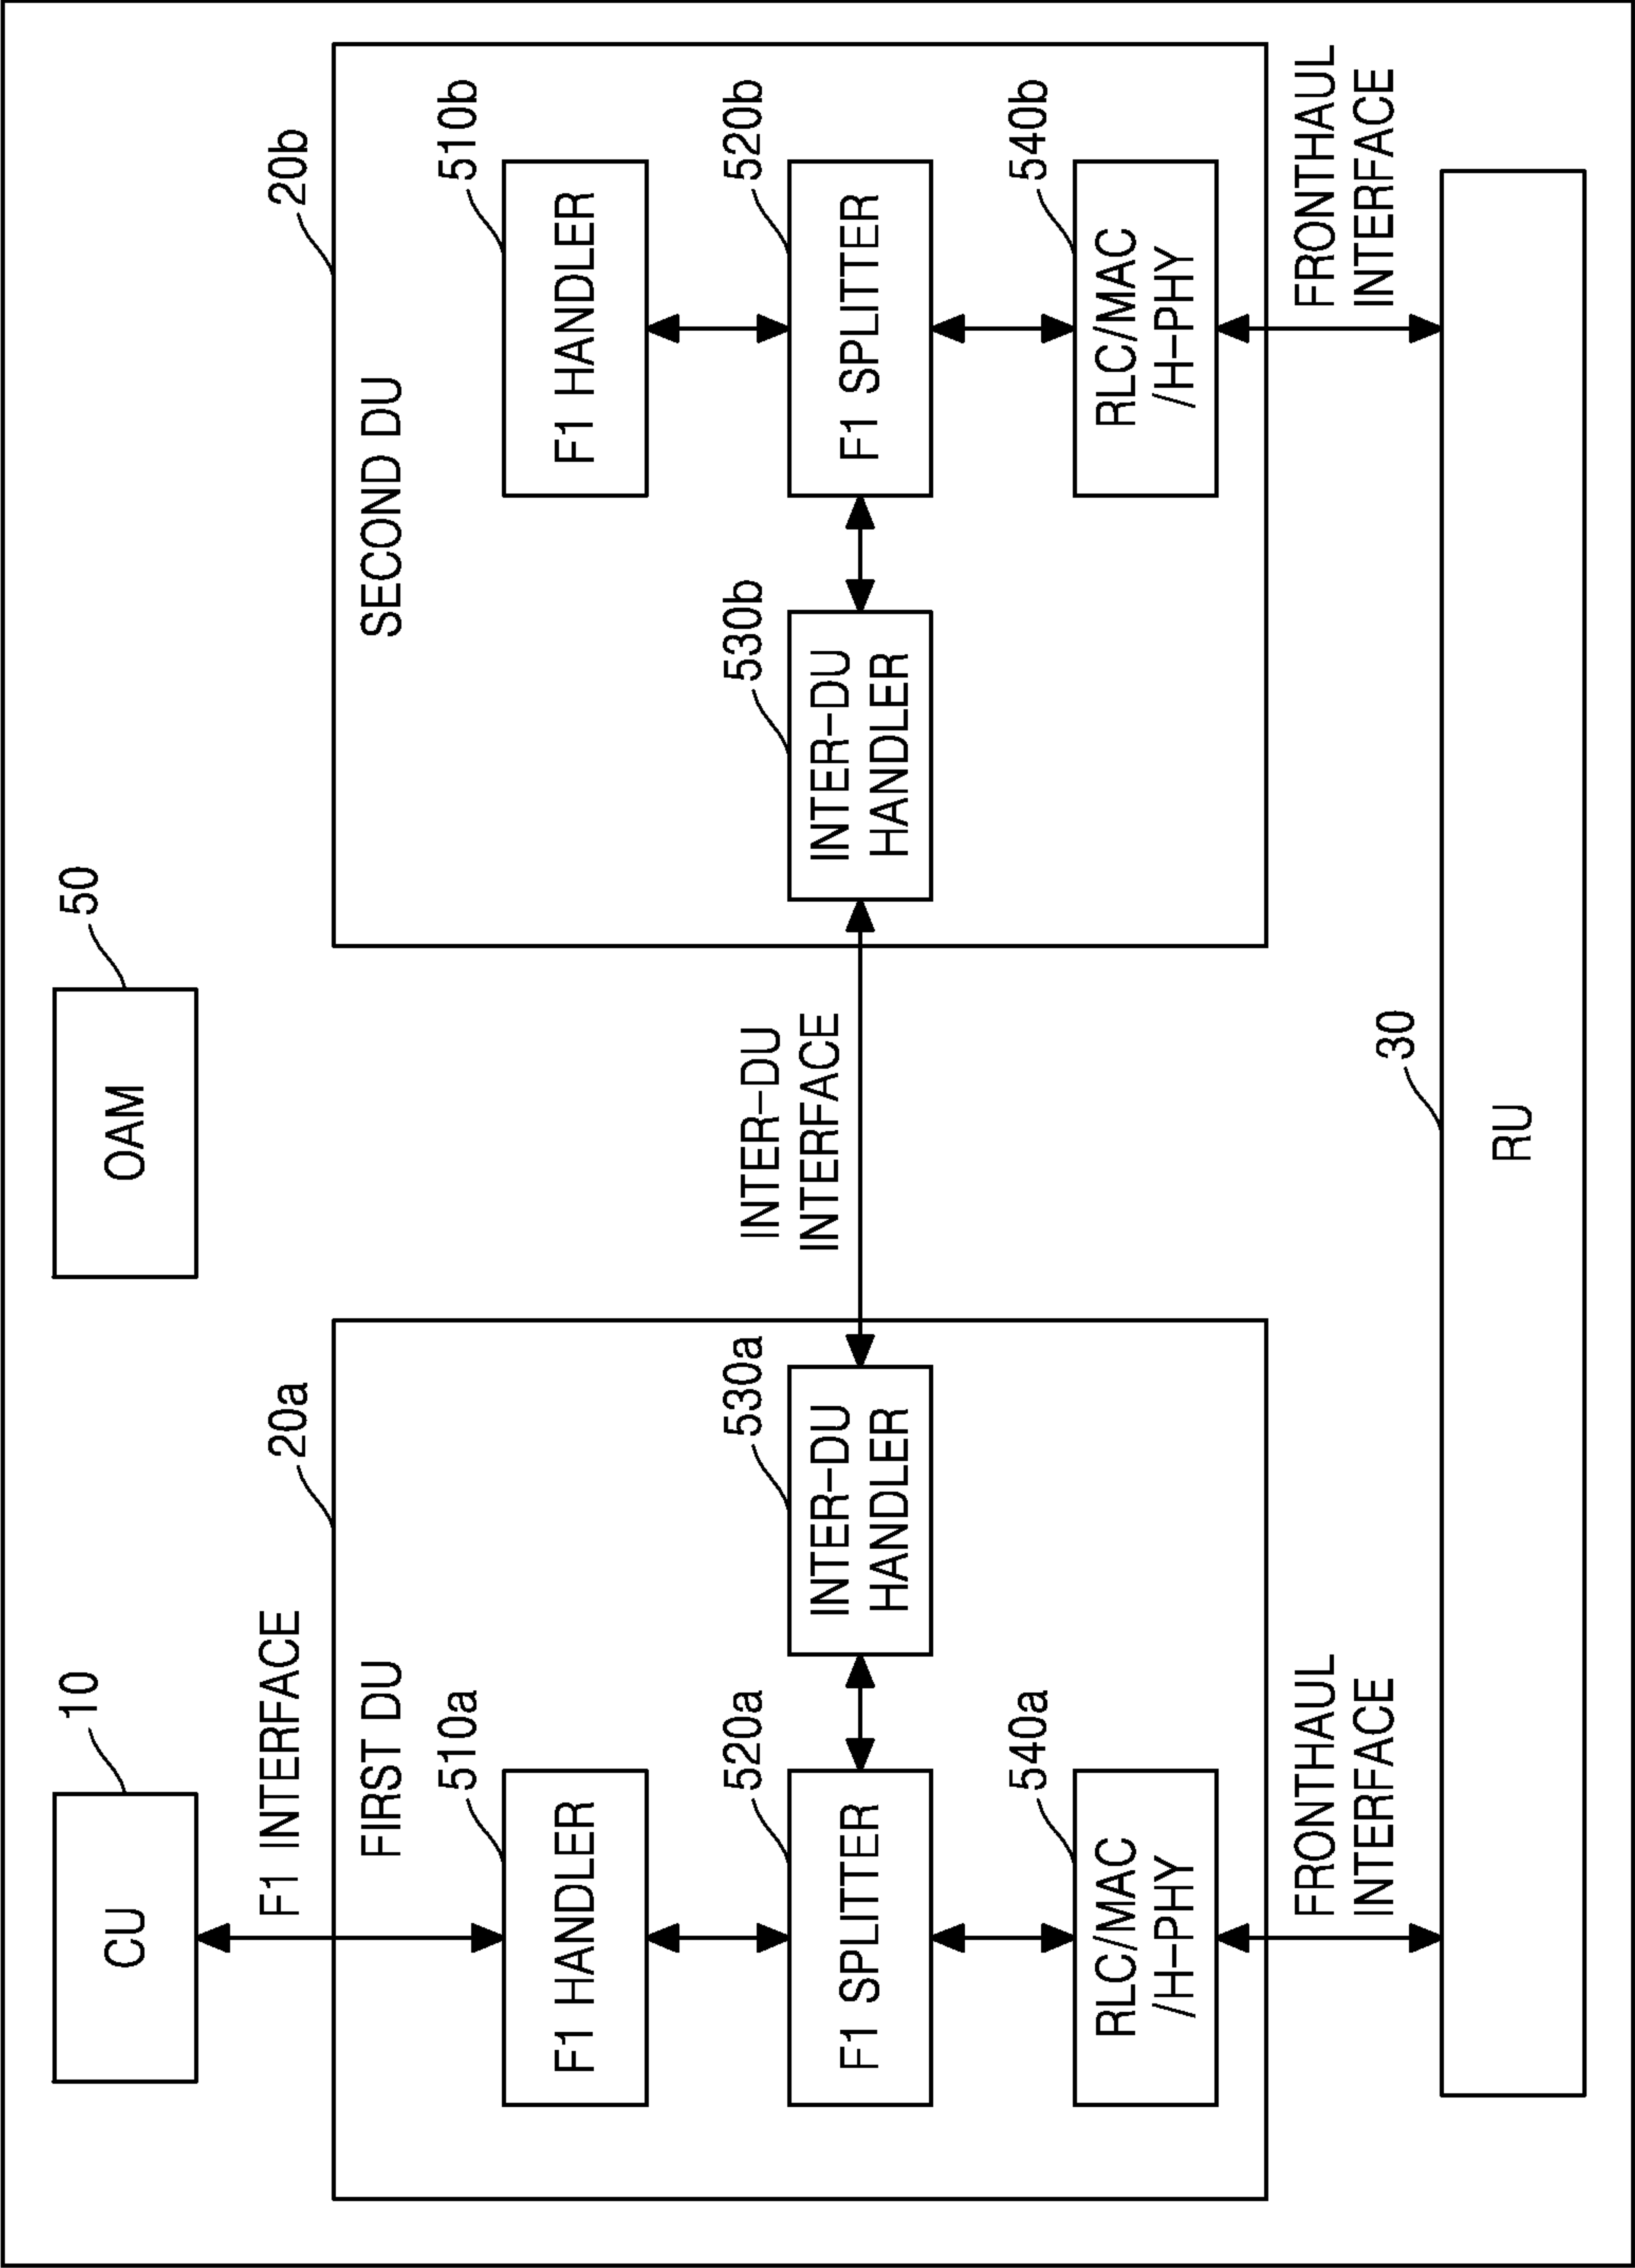 10
CU
50
OAM
F1 INTERFACE
20a
20b
FIRST DU
SECOND DU
510a
F1 HANDLER
510b
F1 HANDLER
520a
F1 SPLITTER
530a
INTER-DU
HANDLER
INTER-DU
INTERFACE
530b
INTER-DU
HANDLER
520b
F1 SPLITTER
540a
RLC/MAC
/H-PHY
540b
RLC/MAC
/H-PHY
FRONTHAUL
INTERFACE
FRONTHAUL
INTERFACE
30
RU